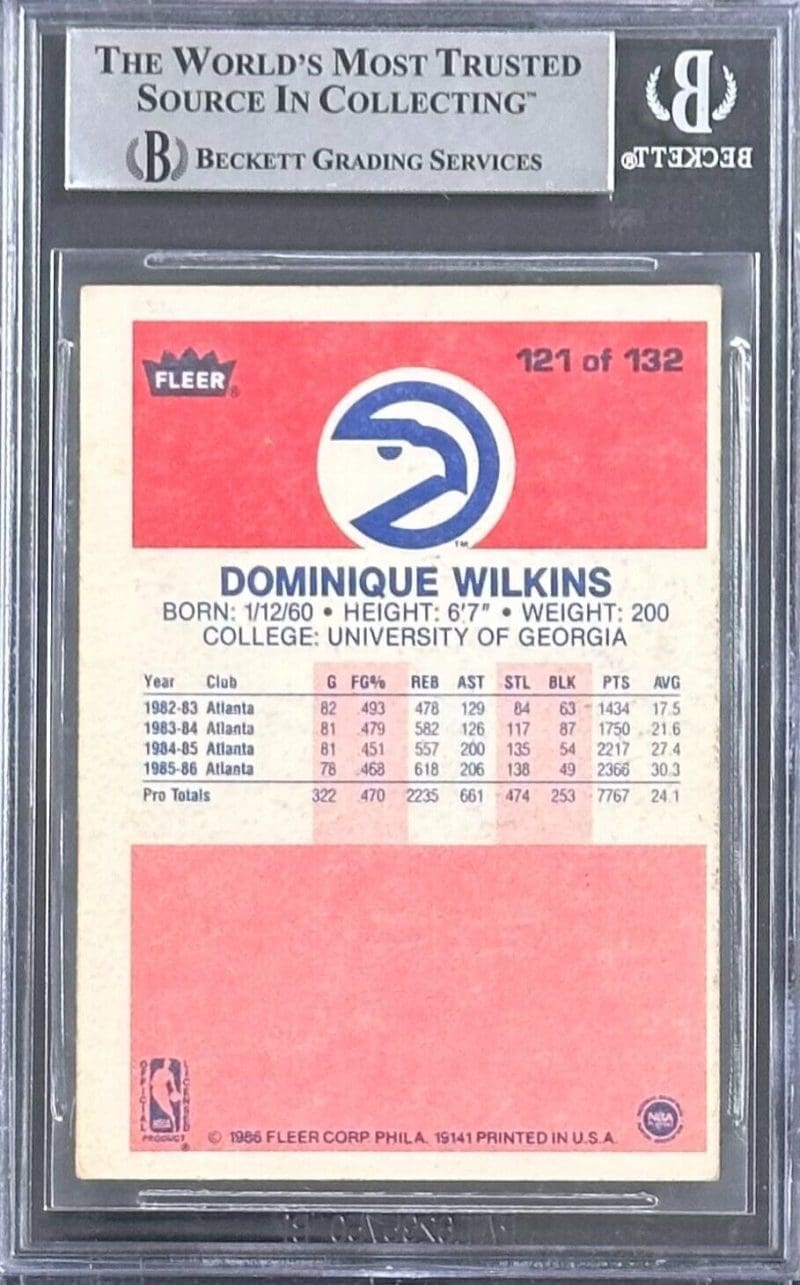 THE WORLD'S MOST TRUSTED
SOURCE IN COLLECTING™
B BECKETT GRADING SERVICES
B
BECKETT®
FLEER®
121 of 132
TM
DOMINIQUE WILKINS
BORN: 1/12/60 • HEIGHT: 6'7" • WEIGHT: 200
COLLEGE: UNIVERSITY OF GEORGIA
Year Club G FG% REB AST STL BLK PTS AVG
1982-83 Atlanta 82 .493 478 129 84 63 1434 17.5
1983-84 Atlanta 81 .479 582 126 117 87 1750 21.6
1984-85 Atlanta 81 .451 557 200 135 54 2217 27.4
1985-86 Atlanta 78 .468 618 206 138 49 2366 30.3
Pro Totals 322 .470 2235 661 474 253 7767 24.1
OFFICIAL LICENSED
PRODUCT ®
NBA
© 1986 FLEER CORP. PHILA. 19141 PRINTED IN U.S.A.